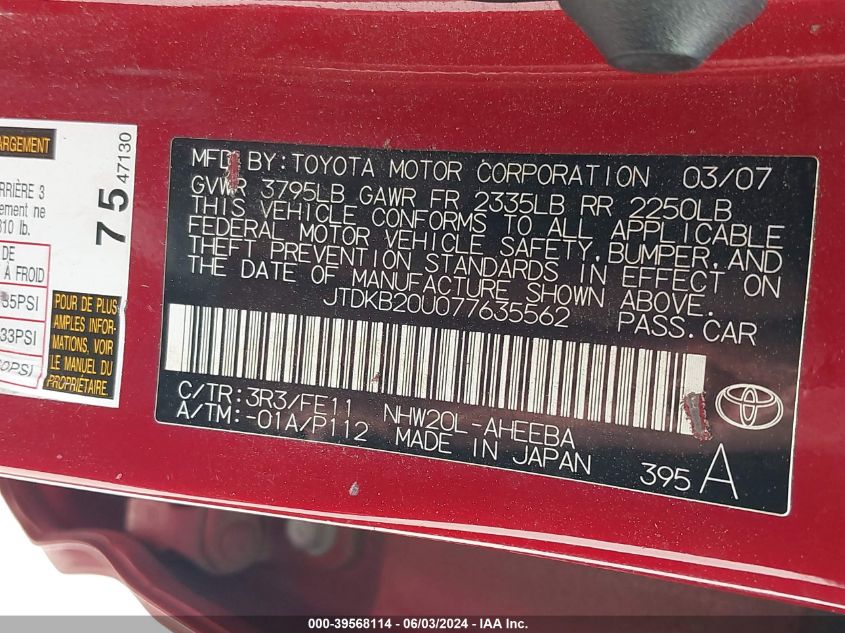 ARGEMENT
RRIÈRE 3
ement ne
310 lb.
DE
À FROID
35PSI
33PSI
60PSI
75
47130
POUR DE PLUS
AMPLES INFOR-
MATIONS, VOIR
LE MANUEL DU
PROPRIÉTAIRE.
MFD BY:TOYOTA MOTOR CORPORATION 03/07
GVWR 3795LB GAWR FR 2335LB RR 2250LB
THIS VEHICLE CONFORMS TO ALL APPLICABLE
FEDERAL MOTOR VEHICLE SAFETY, BUMPER, AND
THEFT PREVENTION STANDARDS IN EFFECT ON
THE DATE OF MANUFACTURE SHOWN ABOVE.
JTDKB20U077635562 PASS.CAR
C/TR:3R3/FE11 NHW20L-AHEEBA
A/TM:-01A/P112 MADE IN JAPAN
395 A
000-39568114 - 06/03/2024 - IAA Inc.